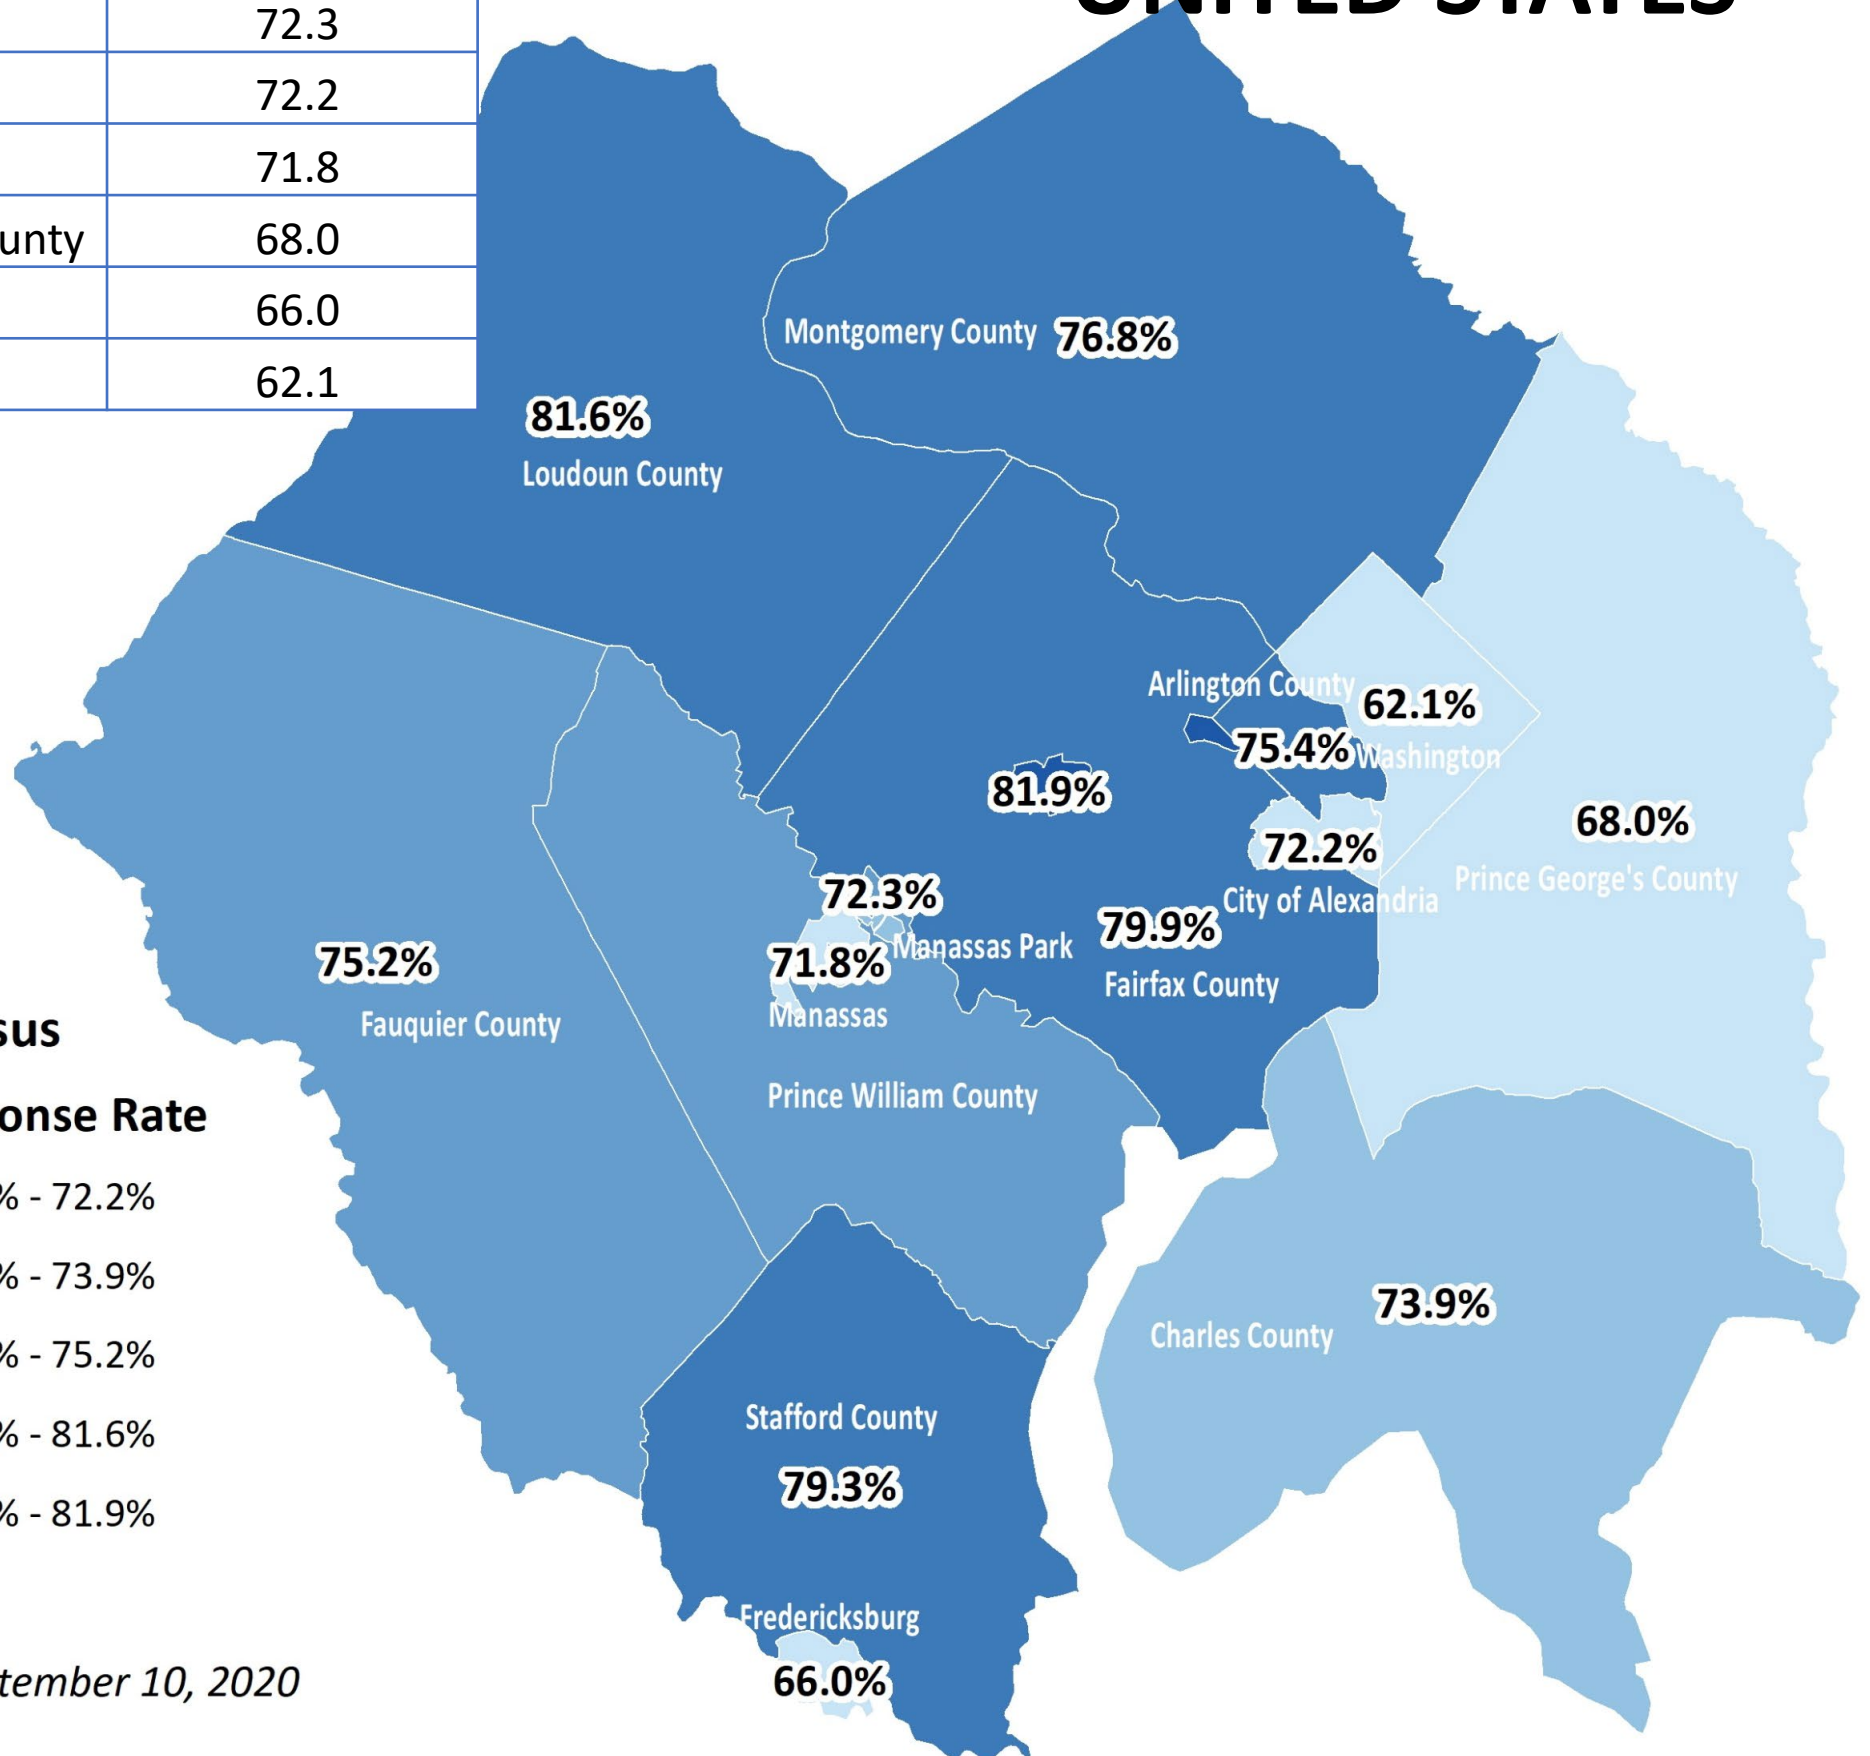 UNITED STATES
72.3
72.2
71.8
unty 68.0
66.0
62.1
Montgomery County 76.8%
81.6%
Loudoun County
Arlington County
62.1%
75.4%
Washington
81.9%
68.0%
72.2%
Prince George's County
City of Alexandria
72.3%
79.9%
Manassas Park
71.8%
75.2%
Fairfax County
Manassas
Fauquier County
Prince William County
sus
onse Rate
% - 72.2%
% - 73.9%
% - 75.2%
% - 81.6%
% - 81.9%
73.9%
Charles County
Stafford County
79.3%
Fredericksburg
66.0%
tember 10, 2020